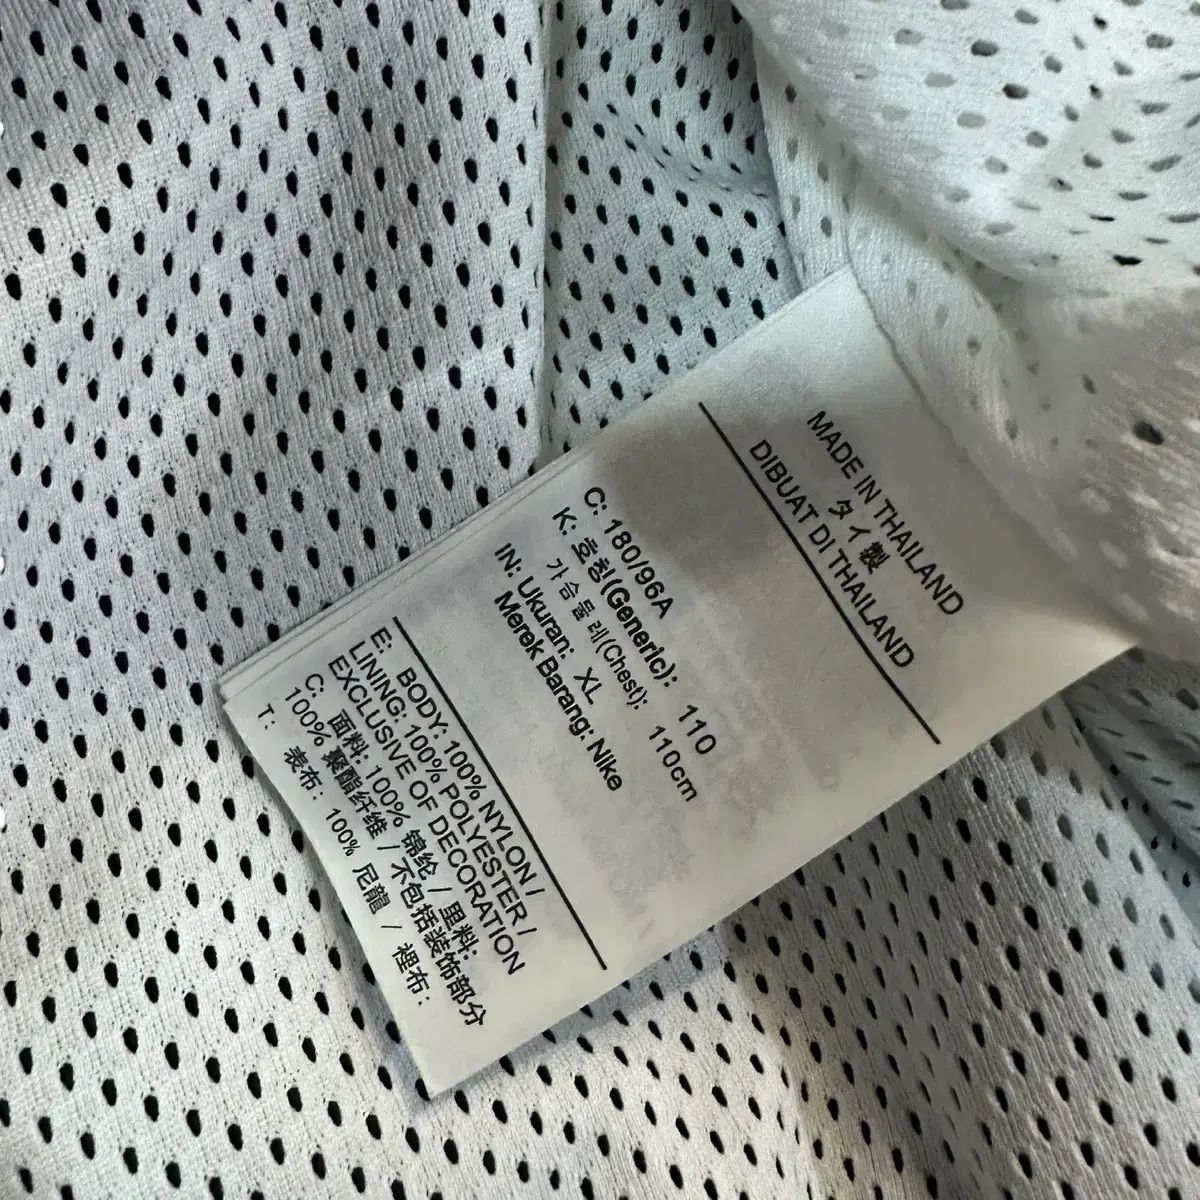 MADE IN THAILAND
タイ製
DIBUAT DI THAILAND
C: 180/96A
K: 호칭(Generic): 110
가슴둘레(Chest): 110cm
IN: Ukuran: XL
Merek Barang: Nike
E: BODY: 100% NYLON /
LINING: 100% POLYESTER /
EXCLUSIVE OF DECORATION
C: 面料: 100% 锦纶 / 里料:
100% 聚酯纤维 / 不包括装饰部分
T: 表布: 100% 尼龍 / 裡布: